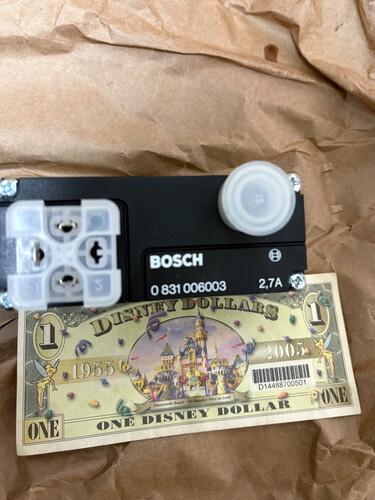 BOSCH
0 831 006003 2,7A
DISNEY DOLLARS
1 1
1955 2005
D14488700501
ONE ONE
ONE DISNEY DOLLAR